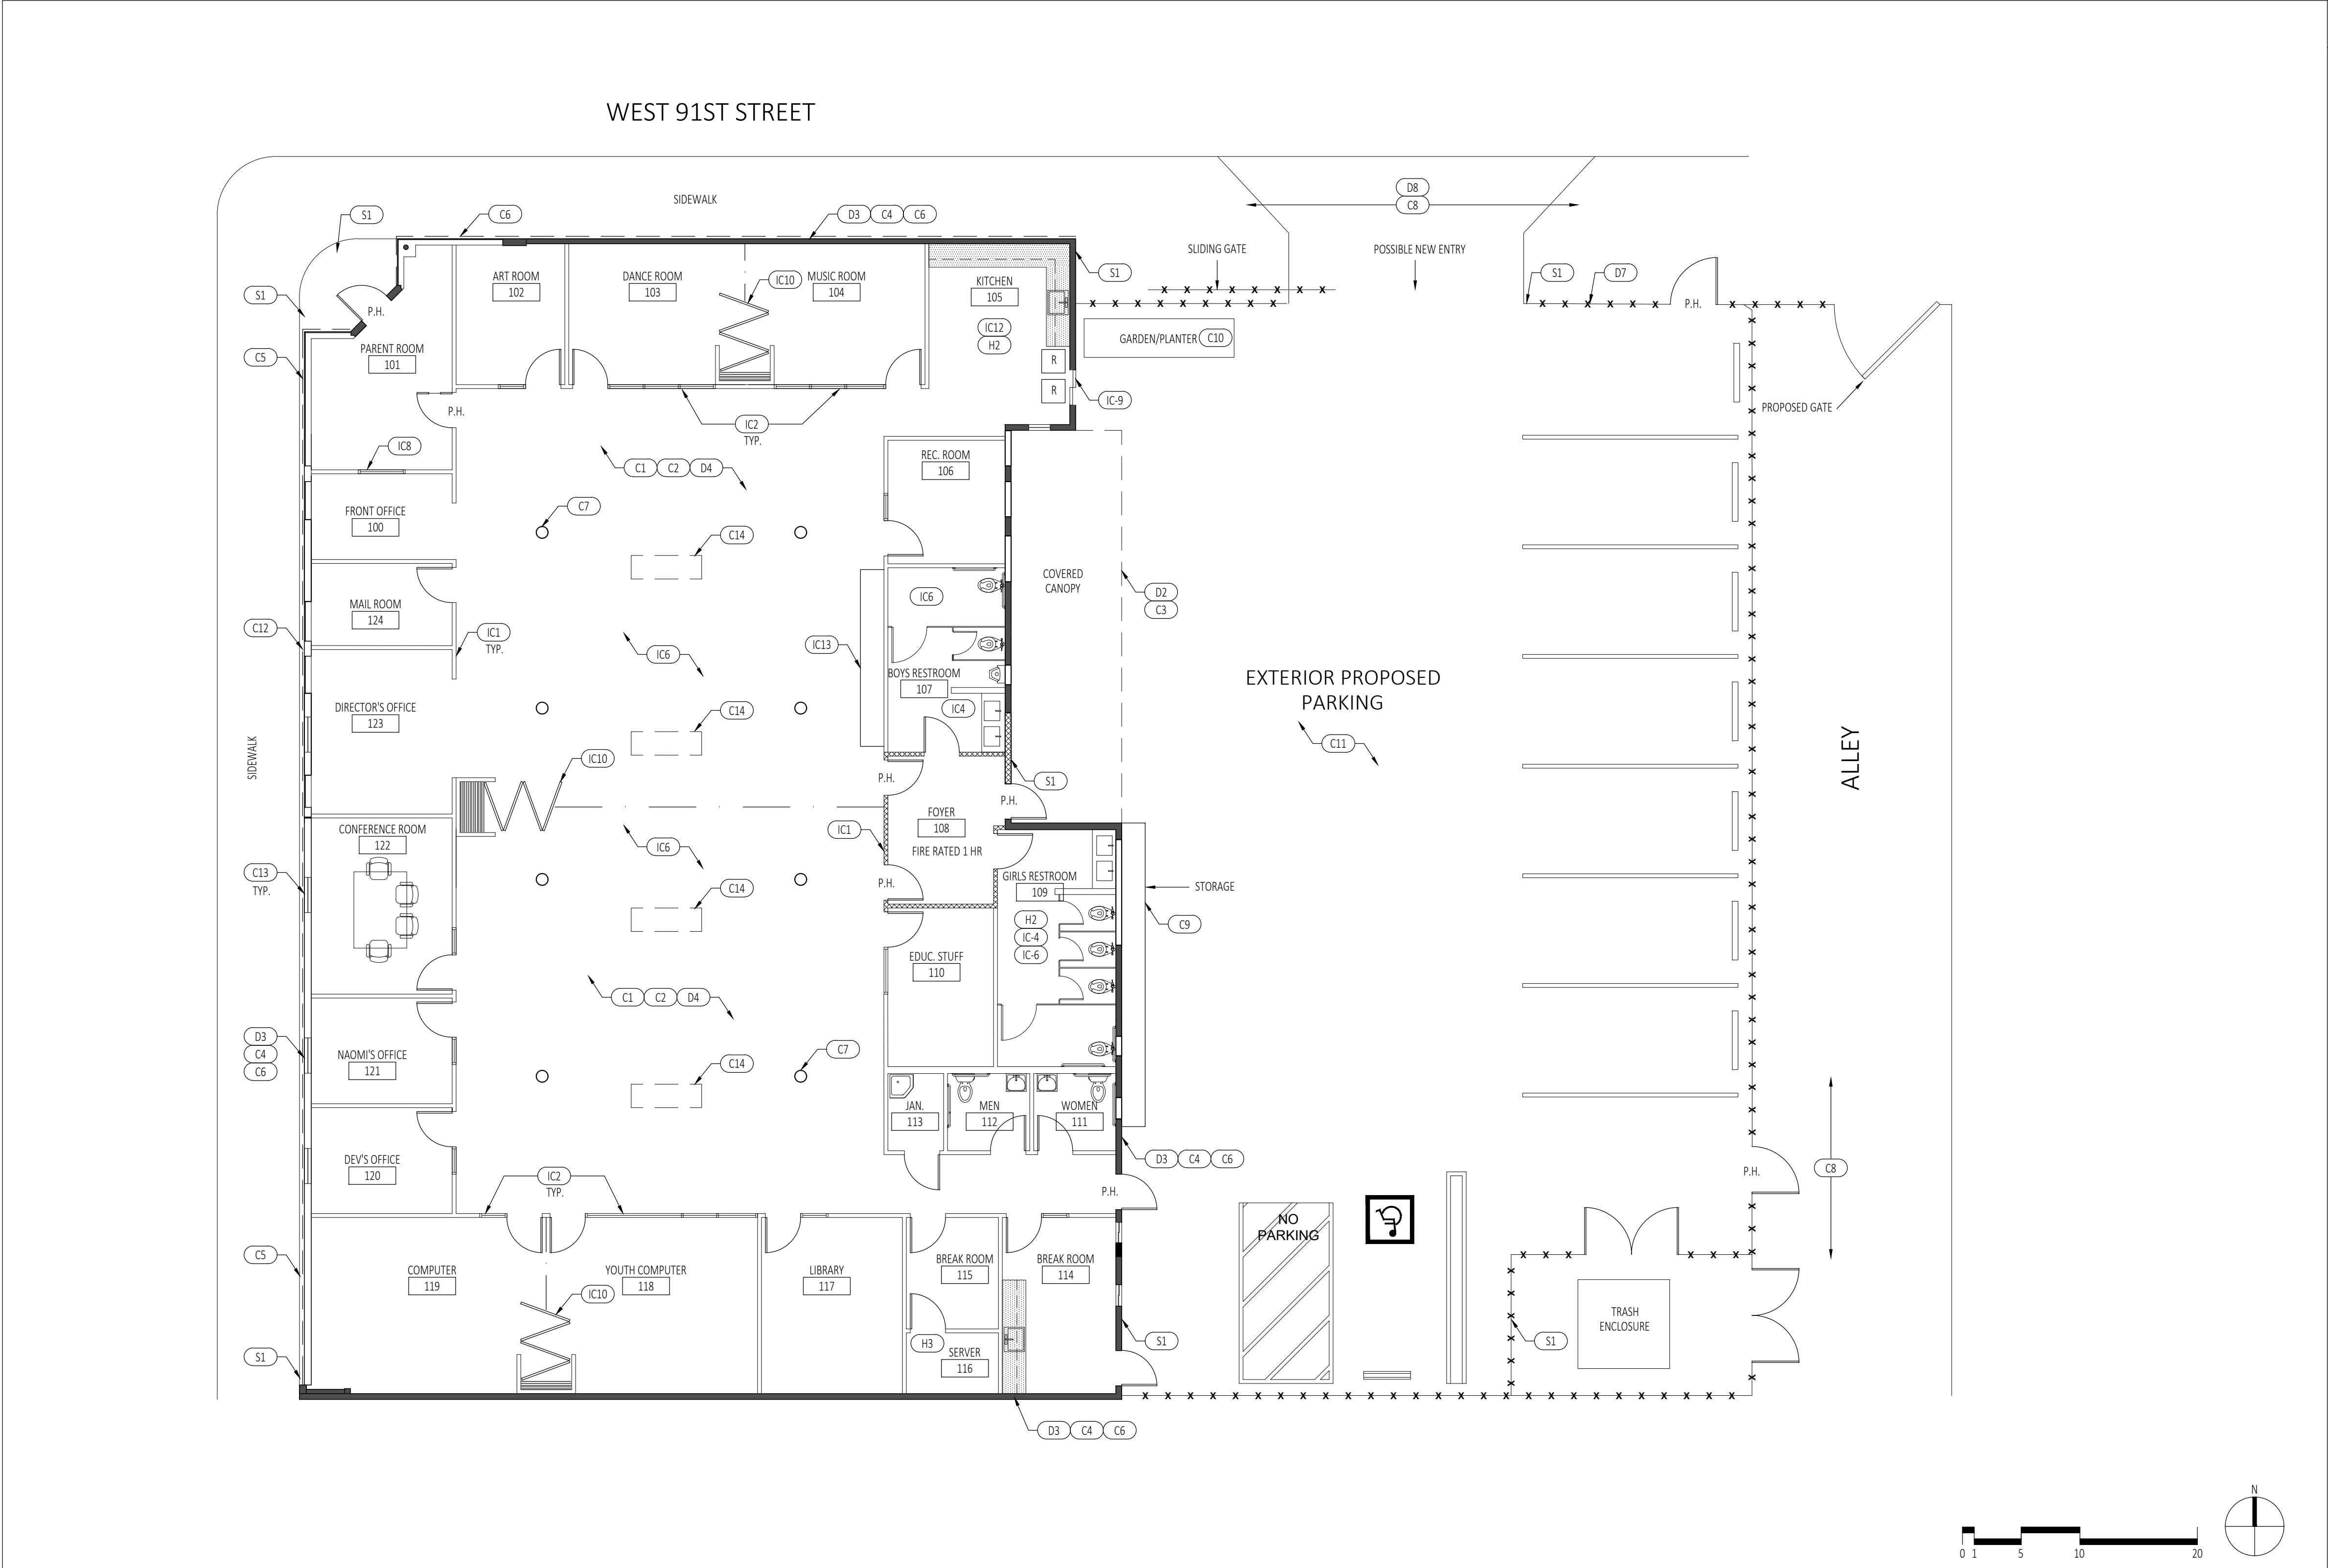 WEST 91ST STREET
SIDEWALK
D8
C8
S1
C6
D3 C4 C6
SLIDING GATE
POSSIBLE NEW ENTRY
ART ROOM
102
DANCE ROOM
103
IC10
MUSIC ROOM
104
KITCHEN
105
S1
S1
D7
S1
P.H.
P.H.
IC12
H2
GARDEN/PLANTER C10
C5
PARENT ROOM
101
R
R
IC-9
P.H.
PROPOSED GATE
IC2
TYP.
IC8
C1 C2 D4
REC. ROOM
106
FRONT OFFICE
100
C7
C14
COVERED
CANOPY
D2
C3
MAIL ROOM
124
IC6
C12
IC1
TYP.
IC6
IC13
BOYS RESTROOM
107
EXTERIOR PROPOSED
PARKING
DIRECTOR'S OFFICE
123
C14
IC4
C11
SIDEWALK
ALLEY
IC10
P.H.
S1
P.H.
CONFERENCE ROOM
122
IC6
IC1
FOYER
108
FIRE RATED 1 HR
C13
TYP.
C14
P.H.
GIRLS RESTROOM
109
STORAGE
H2
IC-4
IC-6
C9
EDUC. STUFF
110
C1 C2 D4
D3
C4
C6
NAOMI'S OFFICE
121
C7
C14
JAN.
113
MEN
112
WOMEN
111
DEV'S OFFICE
120
D3 C4 C6
C8
IC2
TYP.
P.H.
P.H.
NO
PARKING
C5
COMPUTER
119
YOUTH COMPUTER
118
IC10
LIBRARY
117
BREAK ROOM
115
BREAK ROOM
114
TRASH
ENCLOSURE
S1
H3
SERVER
116
S1
S1
D3 C4 C6
N
0 1 5 10 20